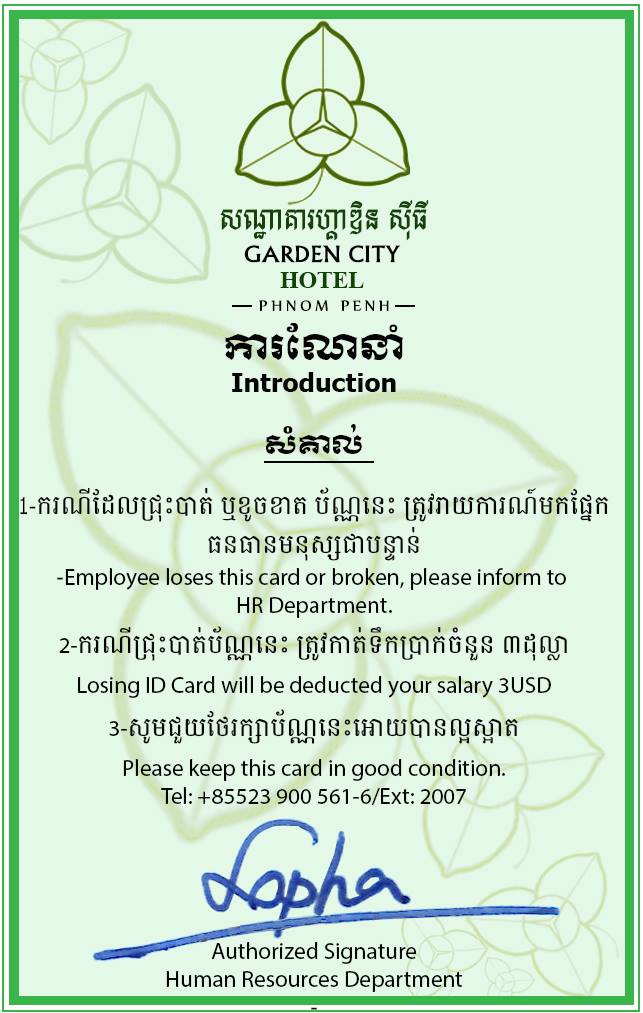 សណ្ឋាគារហ្គាឌិន ស៊ីធី
GARDEN CITY
HOTEL
PHNOM PENH
ការណែនាំ
Introduction
សំគាល់
1-ករណីដែលជ្រុះបាត់ ឬខូចខាត ប័ណ្ណនេះ ត្រូវរាយការណ៍មកផ្នែក
ធនធានមនុស្សជាបន្ទាន់
-Employee loses this card or broken, please inform to
HR Department.
2-ករណីជ្រុះបាត់ប័ណ្ណនេះ ត្រូវកាត់ទឹកប្រាក់ចំនួន ៣ដុល្លា
Losing ID Card will be deducted your salary 3USD
3-សូមជួយថែរក្សាប័ណ្ណនេះអោយបានល្អស្អាត
Please keep this card in good condition.
Tel: +85523 900 561-6/Ext: 2007
Sopha
Authorized Signature
Human Resources Department
-